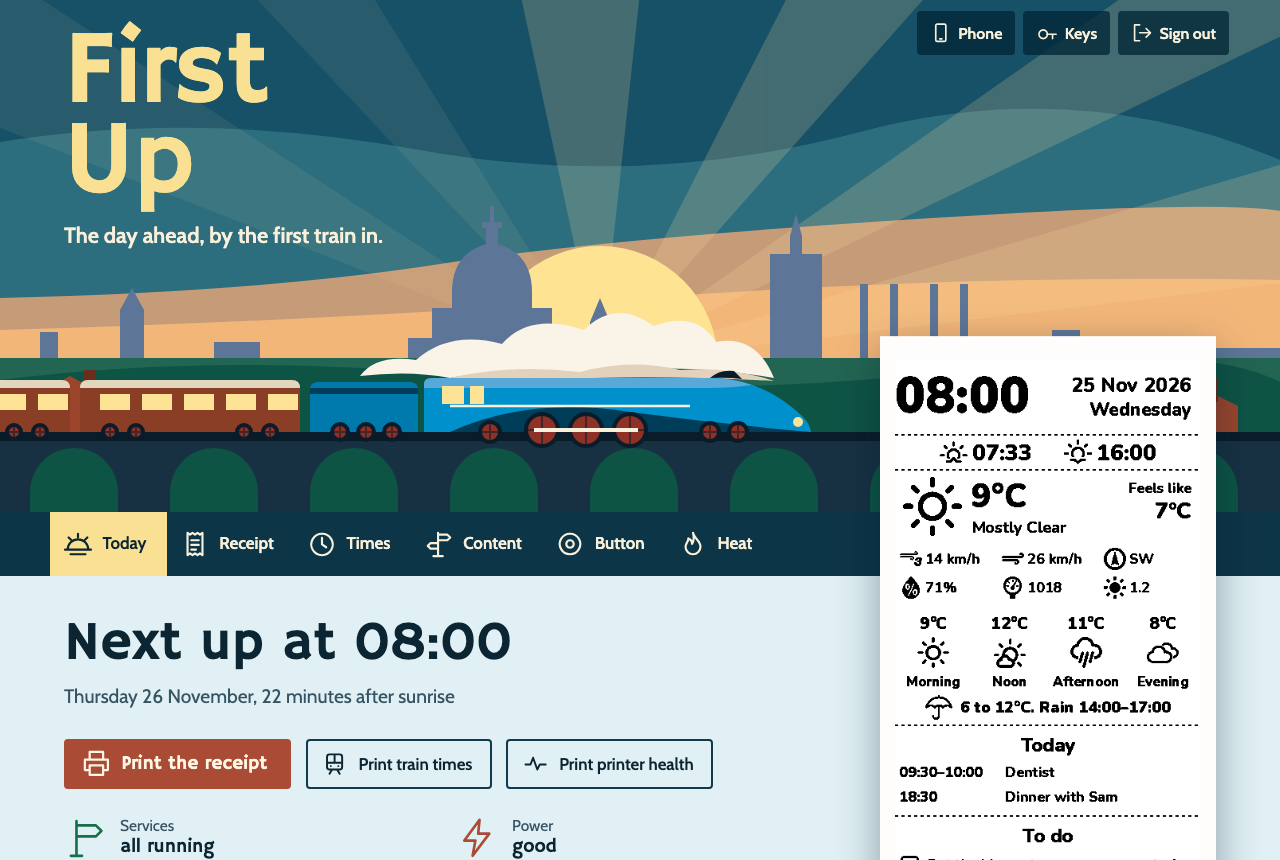 First
Up
The day ahead, by the first train in.
Phone
Keys
Sign out
Today
Receipt
Times
Content
Button
Heat
Next up at 08:00
Thursday 26 November, 22 minutes after sunrise
Print the receipt
Print train times
Print printer health
Services
all running
Power
good
08:00
25 Nov 2026
Wednesday
07:33
16:00
9°C
Mostly Clear
Feels like
7°C
14 km/h
26 km/h
SW
71%
1018
1.2
9°C
12°C
11°C
8°C
Morning
Noon
Afternoon
Evening
6 to 12°C. Rain 14:00–17:00
Today
09:30–10:00 Dentist
18:30 Dinner with Sam
To do